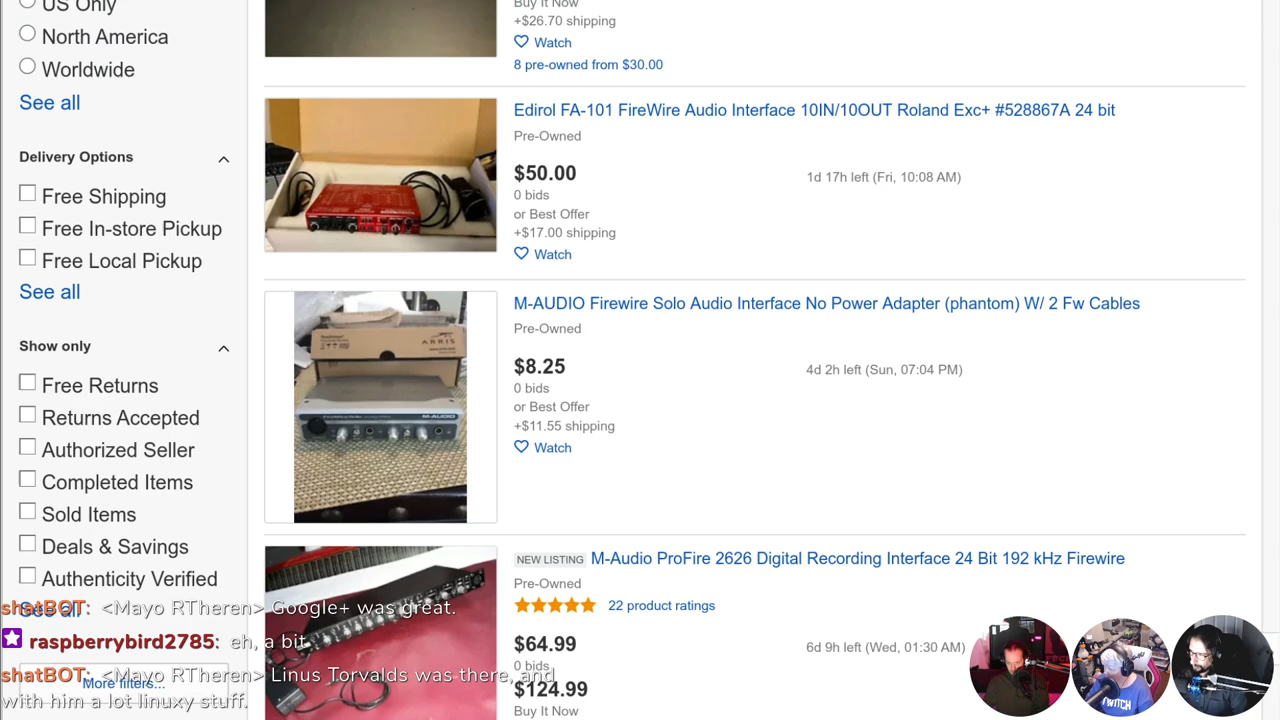 US Only
North America
Worldwide
See all
Delivery Options
Free Shipping
Free In-store Pickup
Free Local Pickup
See all
Show only
Free Returns
Returns Accepted
Authorized Seller
Completed Items
Sold Items
Deals & Savings
Authenticity Verified
See all
More filters...
Buy It Now
+$26.70 shipping
Watch
8 pre-owned from $30.00
Edirol FA-101 FireWire Audio Interface 10IN/10OUT Roland Exc+ #528867A 24 bit
Pre-Owned
$50.00
1d 17h left (Fri, 10:08 AM)
0 bids
or Best Offer
+$17.00 shipping
Watch
ARRIS
M-AUDIO
M-AUDIO Firewire Solo Audio Interface No Power Adapter (phantom) W/ 2 Fw Cables
Pre-Owned
$8.25
4d 2h left (Sun, 07:04 PM)
0 bids
or Best Offer
+$11.55 shipping
Watch
NEW LISTING M-Audio ProFire 2626 Digital Recording Interface 24 Bit 192 kHz Firewire
Pre-Owned
22 product ratings
$64.99
6d 9h left (Wed, 01:30 AM)
0 bids
$124.99
Buy It Now
shatBOT: <Mayo RTheren> Google+ was great.
raspberrybird2785: eh, a bit
shatBOT: <Mayo RTheren> Linus Torvalds was there, and
with him a lot linuxy stuff.